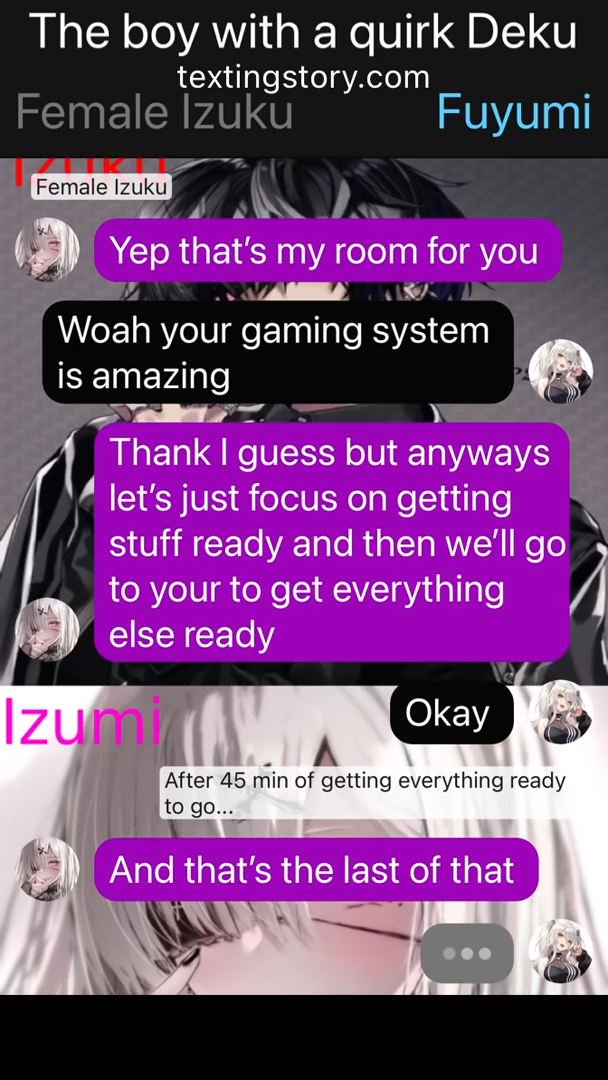 The boy with a quirk Deku
textingstory.com
Female Izuku
Fuyumi
Izuku
Female Izuku
Yep that’s my room for you
Woah your gaming system
is amazing
Thank I guess but anyways
let’s just focus on getting
stuff ready and then we’ll go
to your to get everything
else ready
Izumi
Okay
After 45 min of getting everything ready
to go...
And that’s the last of that